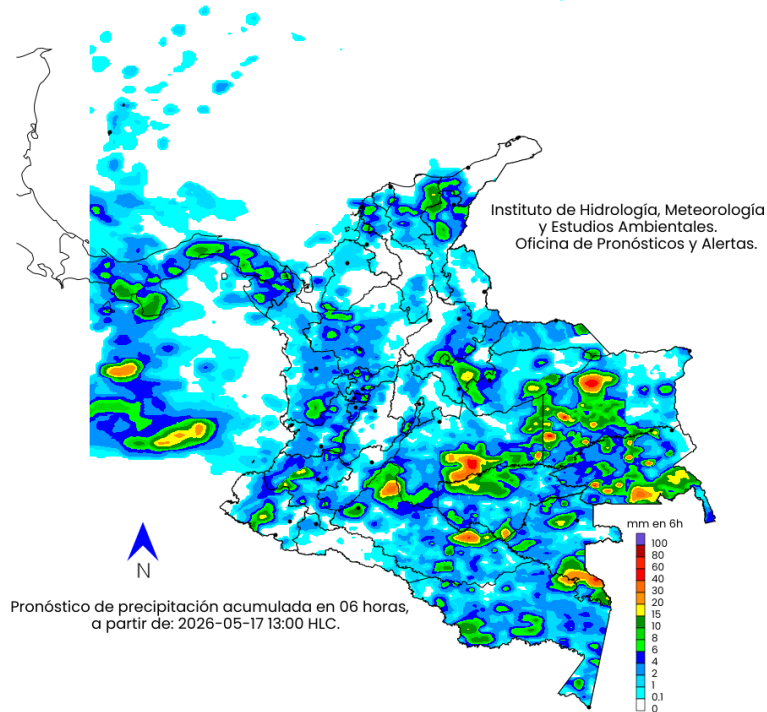 Instituto de Hidrología, Meteorología
y Estudios Ambientales.
Oficina de Pronósticos y Alertas.
mm en 6h
100
80
60
40
30
20
15
10
8
6
4
2
1
0.1
0
N
Pronóstico de precipitación acumulada en 06 horas,
a partir de: 2026-05-17 13:00 HLC.